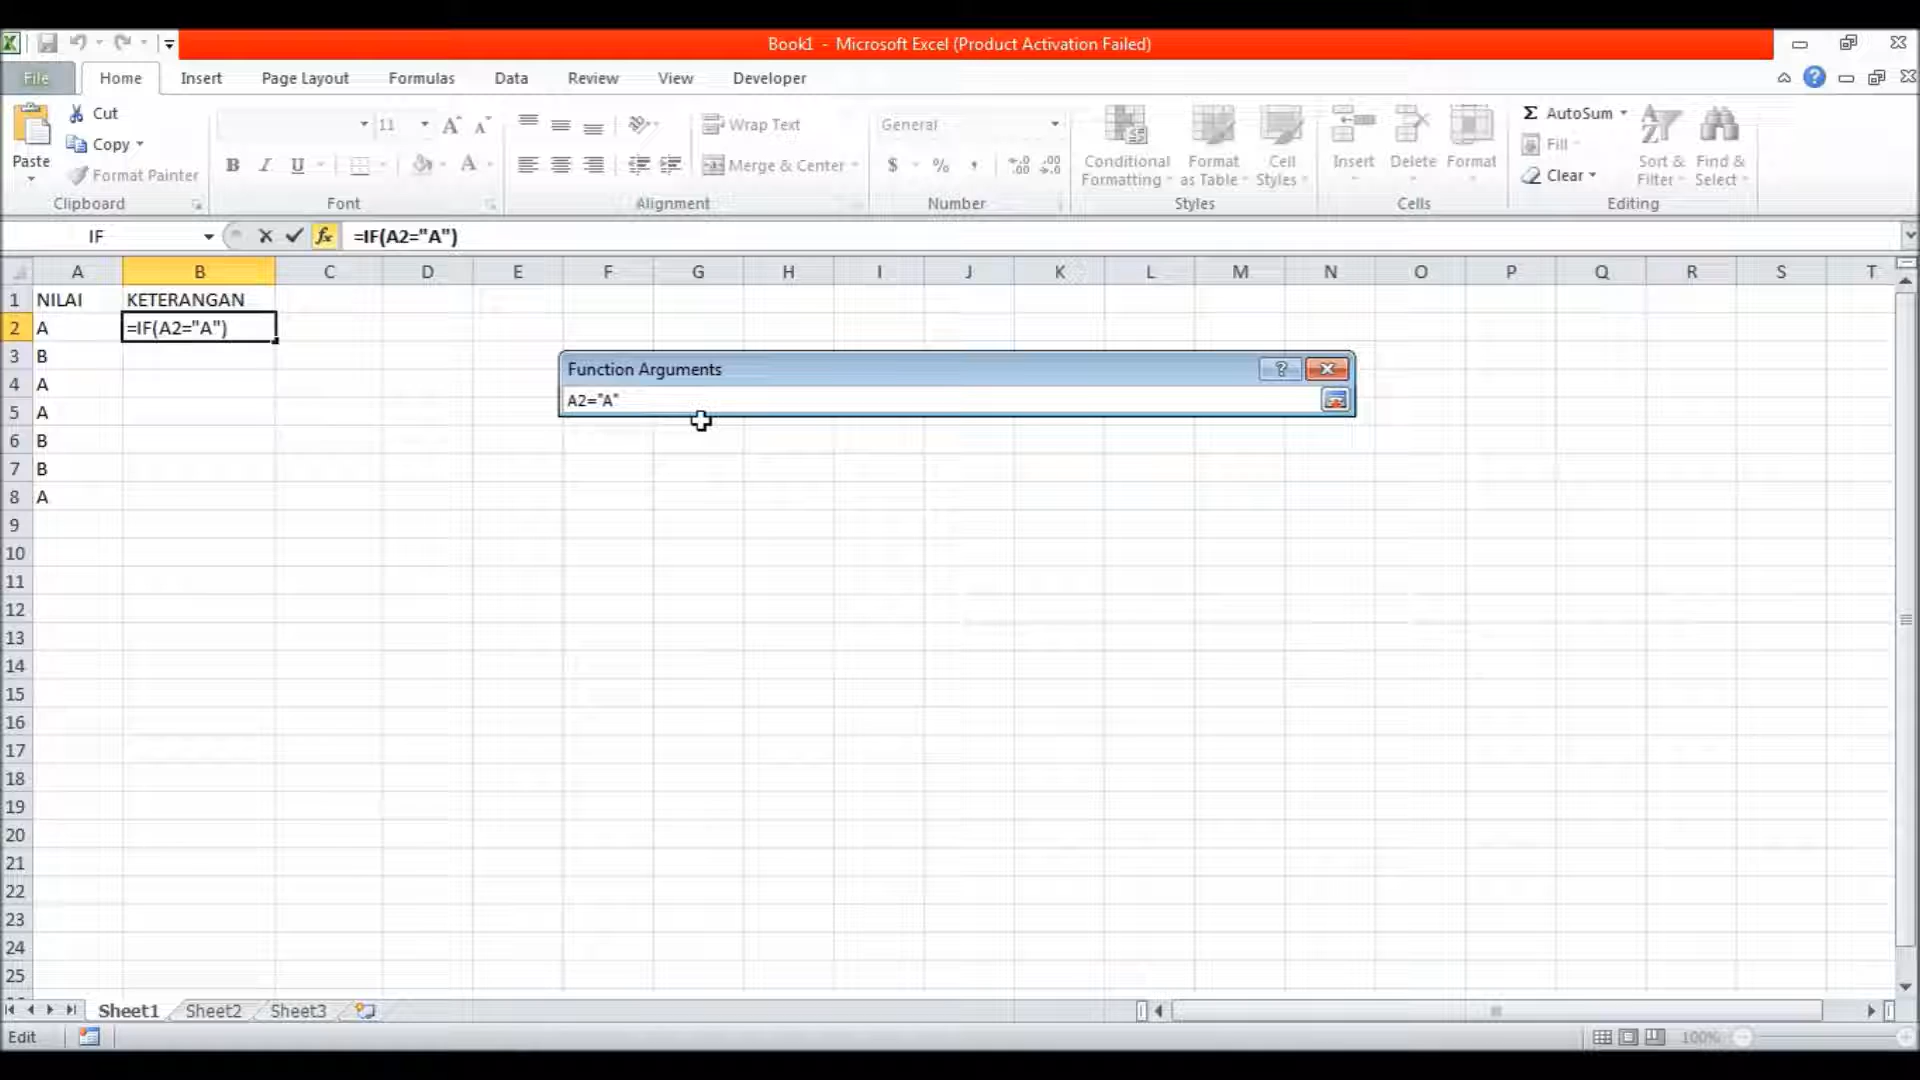 Book1 - Microsoft Excel (Product Activation Failed)
File Home Insert Page Layout Formulas Data Review View Developer
Paste
Cut
Copy
Format Painter
Clipboard
11
B I U
Font
Wrap Text
Merge & Center
Alignment
General
$ % ,
Number
Conditional Formatting
Format as Table
Cell Styles
Styles
Insert Delete Format
Cells
Σ AutoSum
Fill
Clear
Sort & Filter
Find & Select
Editing
IF fx =IF(A2="A")
A B C D E F G H I J K L M N O P Q R S T
1 NILAI KETERANGAN
2 A =IF(A2="A")
3 B
4 A
5 A
6 B
7 B
8 A
9
10
11
12
13
14
15
16
17
18
19
20
21
22
23
24
25
Function Arguments
A2="A"
Sheet1 Sheet2 Sheet3
Edit
100%